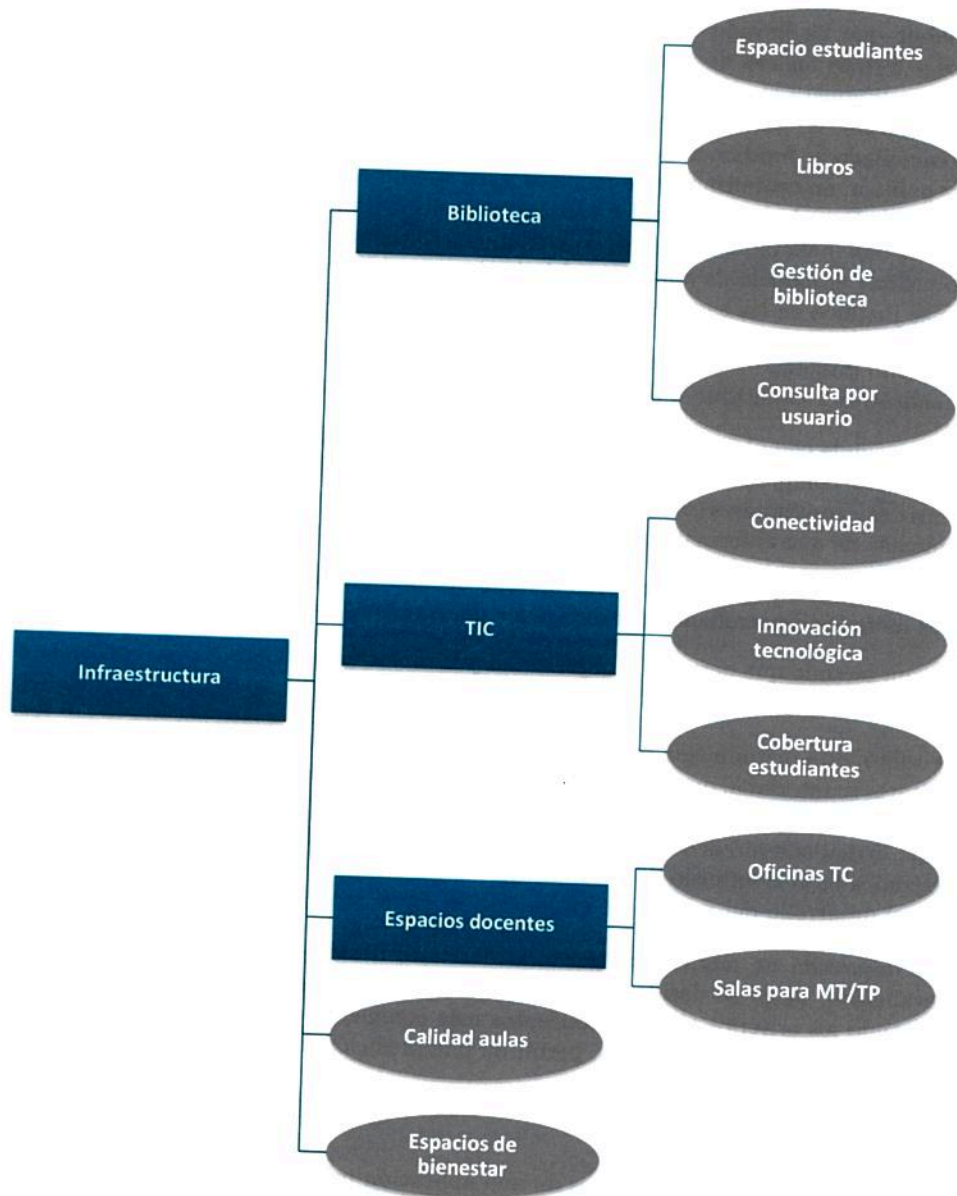 Espacio estudiantes
Libros
Biblioteca
Gestión de
biblioteca
Consulta por
usuario
Conectividad
TIC
Innovación
tecnológica
Infraestructura
Cobertura
estudiantes
Oficinas TC
Espacios docentes
Salas para MT/TP
Calidad aulas
Espacios de
bienestar